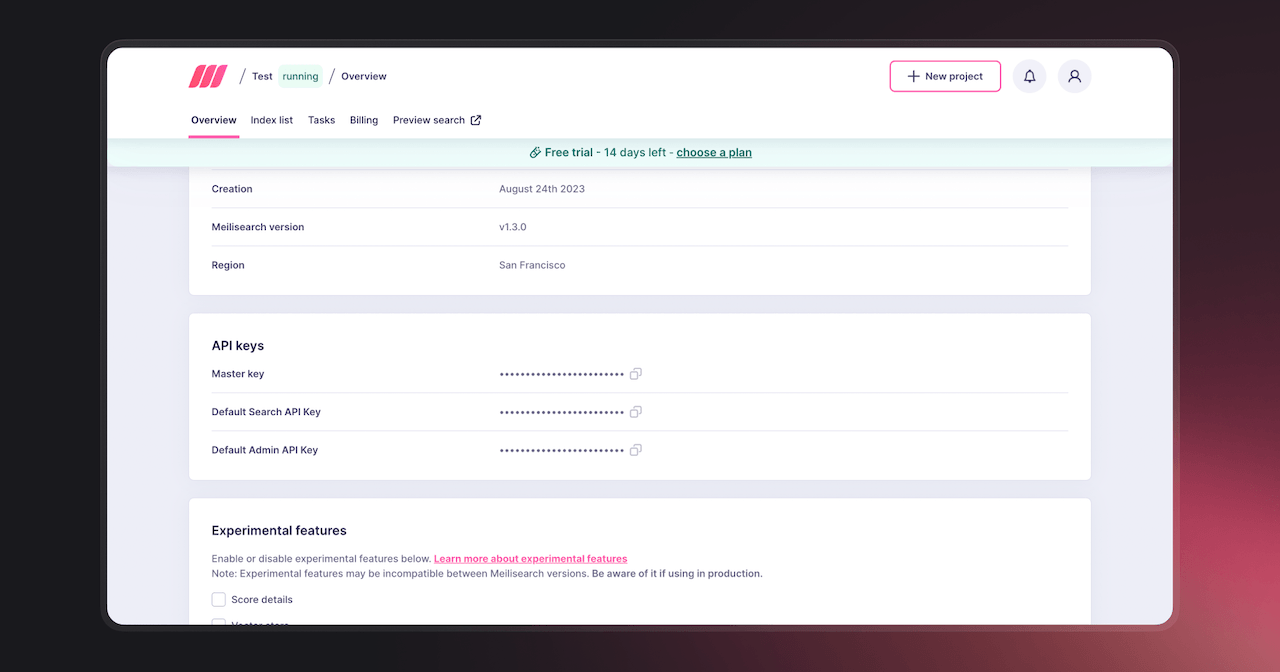 / Test running / Overview
New project
Overview Index list Tasks Billing Preview search
Free trial - 14 days left - choose a plan
Creation August 24th 2023
Meilisearch version v1.3.0
Region San Francisco
API keys
Master key ••••••••••••••••••••••••
Default Search API Key ••••••••••••••••••••••••
Default Admin API Key ••••••••••••••••••••••••
Experimental features
Enable or disable experimental features below. Learn more about experimental features
Note: Experimental features may be incompatible between Meilisearch versions. Be aware of it if using in production.
Score details
Vector store